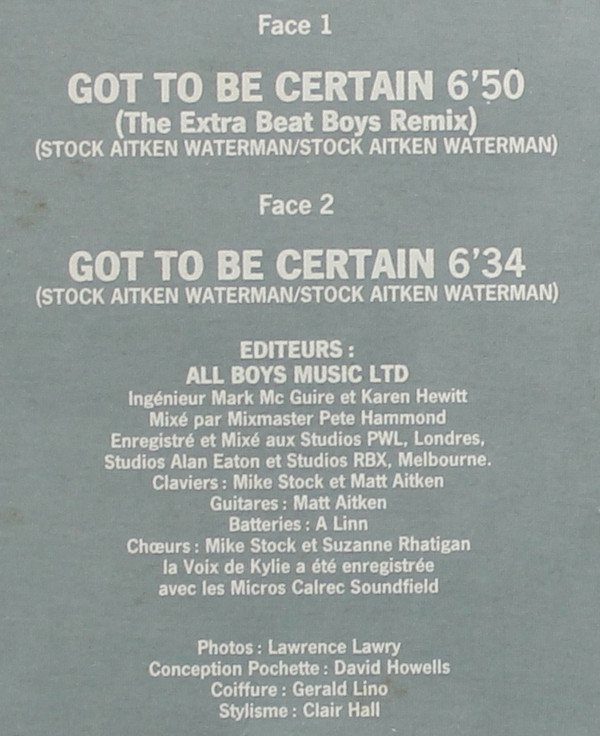 Face 1
GOT TO BE CERTAIN 6'50
(The Extra Beat Boys Remix)
(STOCK AITKEN WATERMAN/STOCK AITKEN WATERMAN)
Face 2
GOT TO BE CERTAIN 6'34
(STOCK AITKEN WATERMAN/STOCK AITKEN WATERMAN)
EDITEURS :
ALL BOYS MUSIC LTD
Ingénieur Mark Mc Guire et Karen Hewitt
Mixé par Mixmaster Pete Hammond
Enregistré et Mixé aux Studios PWL, Londres,
Studios Alan Eaton et Studios RBX, Melbourne.
Claviers : Mike Stock et Matt Aitken
Guitares : Matt Aitken
Batteries : A Linn
Chœurs : Mike Stock et Suzanne Rhatigan
la Voix de Kylie a été enregistrée
avec les Micros Calrec Soundfield
Photos : Lawrence Lawry
Conception Pochette : David Howells
Coiffure : Gerald Lino
Stylisme : Clair Hall